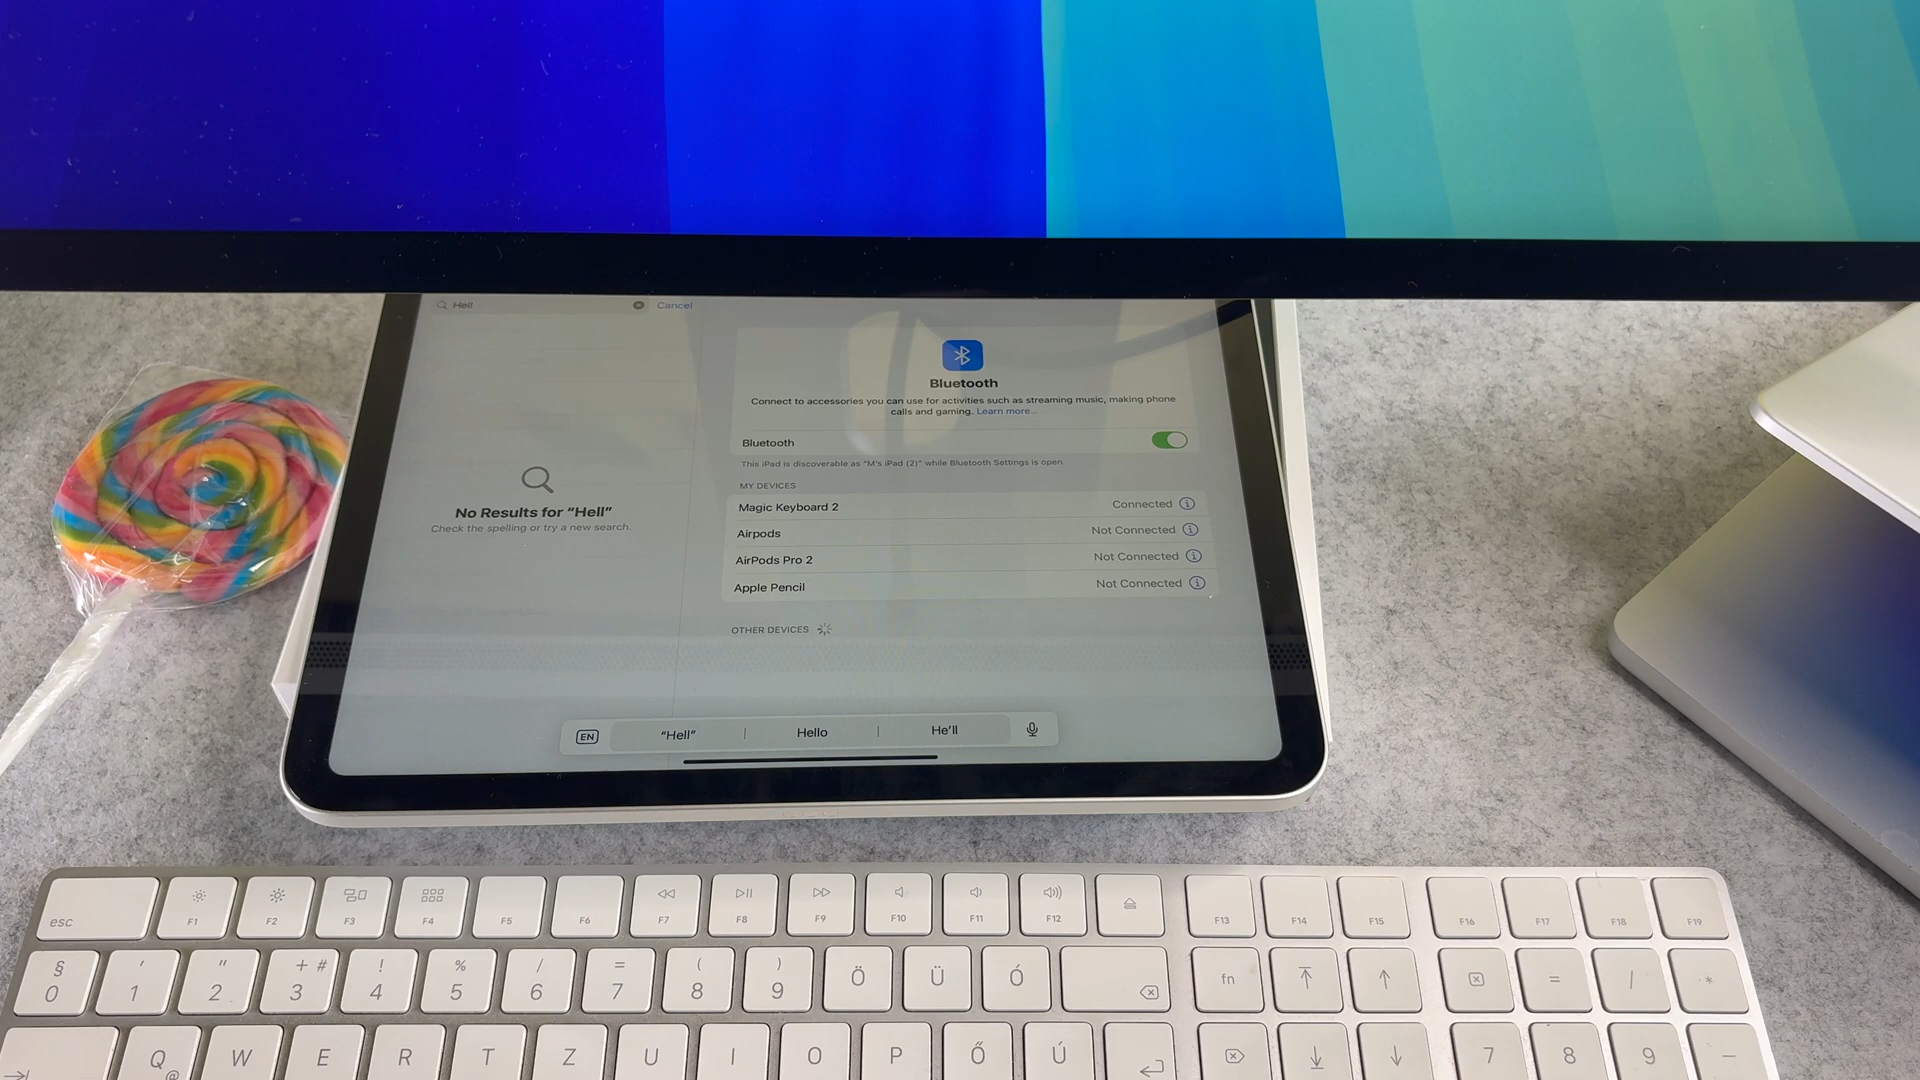 Hell
Cancel
Bluetooth
Connect to accessories you can use for activities such as streaming music, making phone
calls and gaming. Learn more...
Bluetooth
This iPad is discoverable as “M's iPad (2)” while Bluetooth Settings is open.
MY DEVICES
Magic Keyboard 2 Connected
Airpods Not Connected
AirPods Pro 2 Not Connected
Apple Pencil Not Connected
OTHER DEVICES
No Results for “Hell”
Check the spelling or try a new search.
EN “Hell” Hello He'll
esc F1 F2 F3 F4 F5 F6 F7 F8 F9 F10 F11 F12 F13 F14 F15 F16 F17 F18 F19
§ ' " + # ! % / = ( )
0 1 2 3 4 5 6 7 8 9 Ö Ü Ó fn = / *
Q W E R T Z U I O P Ő Ú 7 8 9 −
@